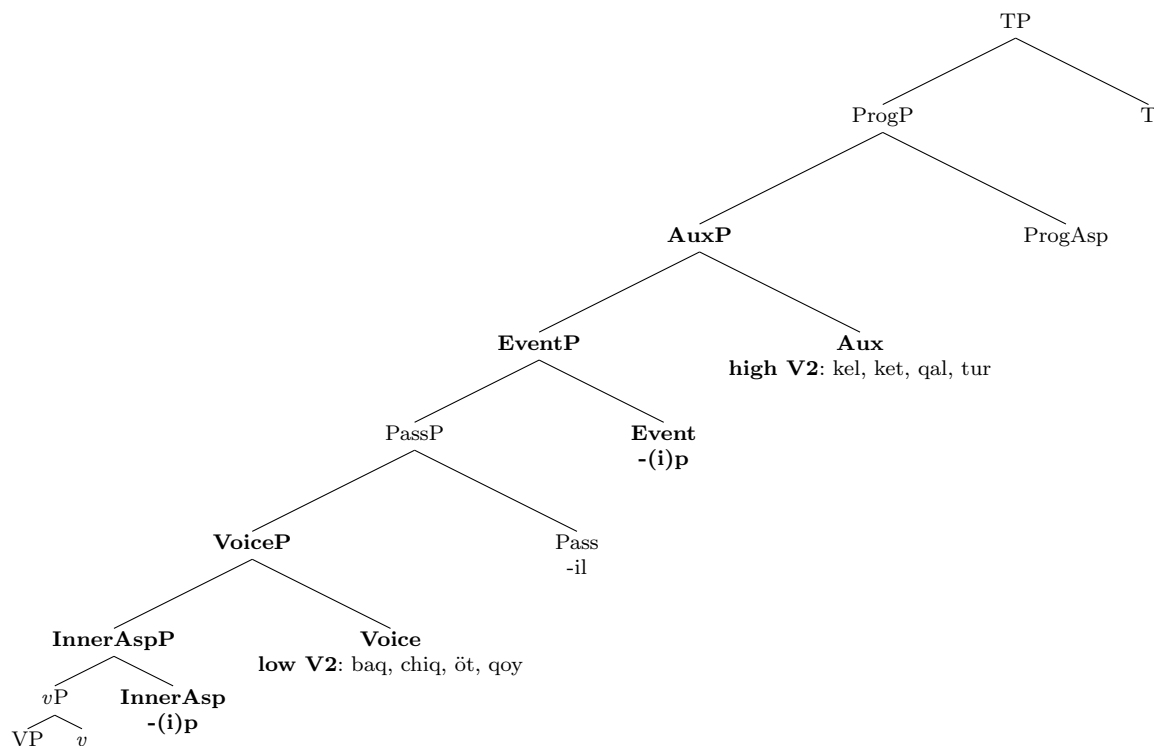 TP
ProgP T
AuxP ProgAsp
EventP Aux
high V2: kel, ket, qal, tur
PassP Event
-(i)p
VoiceP Pass
-il
InnerAspP Voice
low V2: baq, chiq, öt, qoy
vP InnerAsp
-(i)p
VP v